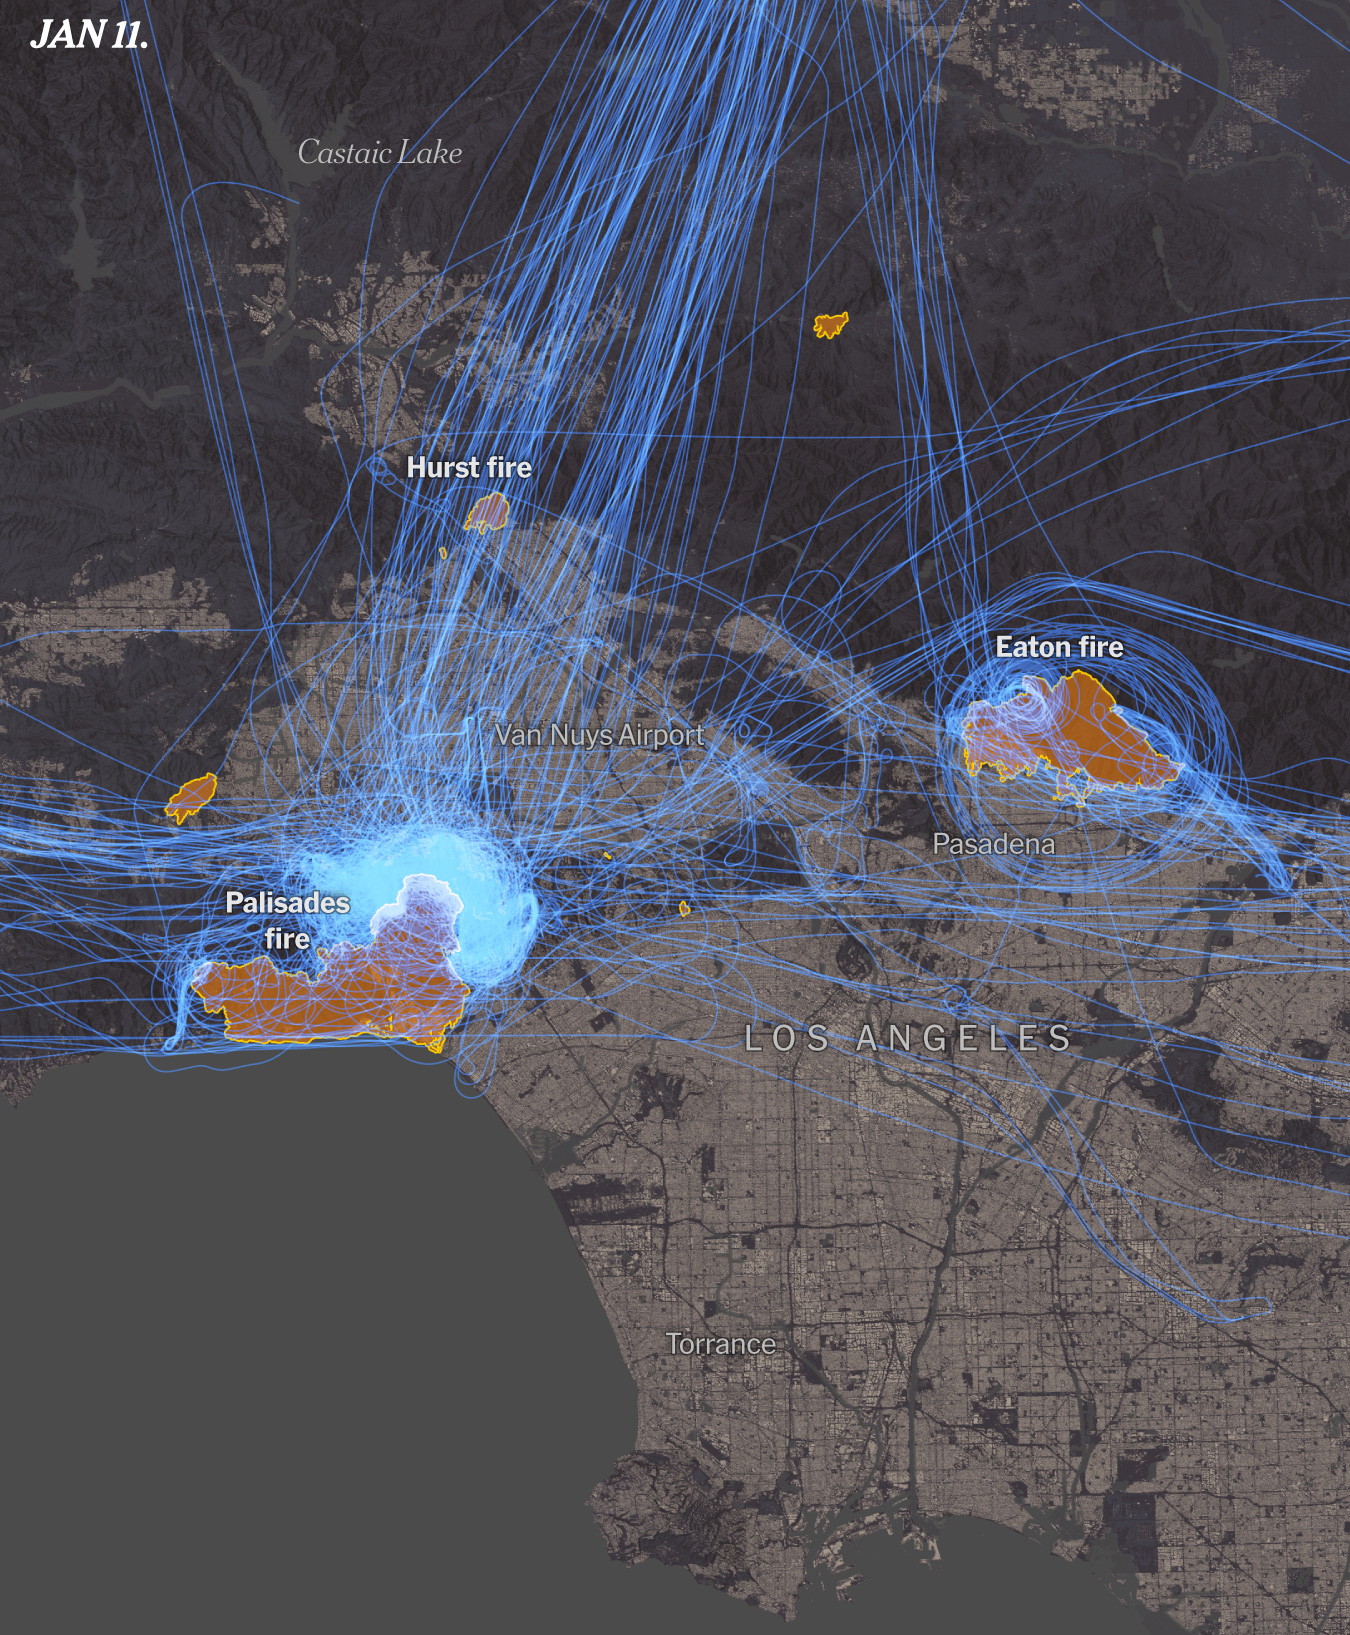 JAN 11.
Castaic Lake
Hurst fire
Eaton fire
Van Nuys Airport
Pasadena
Palisades
fire
LOS ANGELES
Torrance